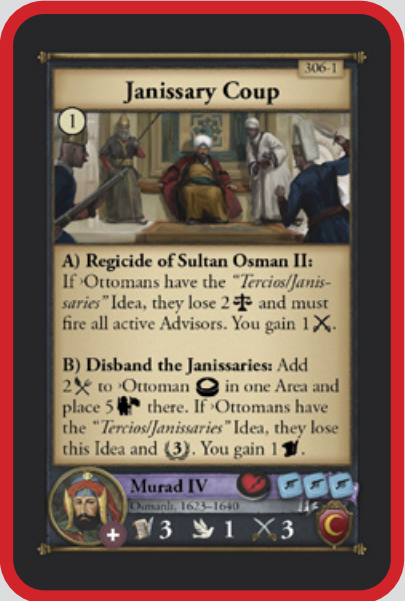 306-1
Janissary Coup
1
A) Regicide of Sultan Osman II:
If ›Ottomans have the "Tercios/Janis-
saries" Idea, they lose 2 and must
fire all active Advisors. You gain 1 .
B) Disband the Janissaries: Add
2 to ›Ottoman in one Area and
place 5 there. If ›Ottomans have
the "Tercios/Janissaries" Idea, they lose
this Idea and (3). You gain 1 .
Murad IV
Osmanlı, 1623–1640
+ 3 1 3